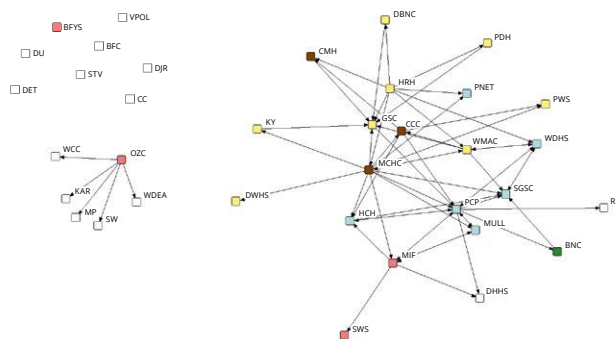 VPOL
BFYS
BFC
DU
DJR
STV
DET
CC
WCC
OZC
KAR
WDEA
MP
SW
DBNC
PDH
CMH
HRH
PNET
PWS
GSC
CCC
KY
WMAC
WDHS
MCHC
DWHS
SGSC
PCP
HCH
MULL
R
BNC
MIF
DHHS
SWS